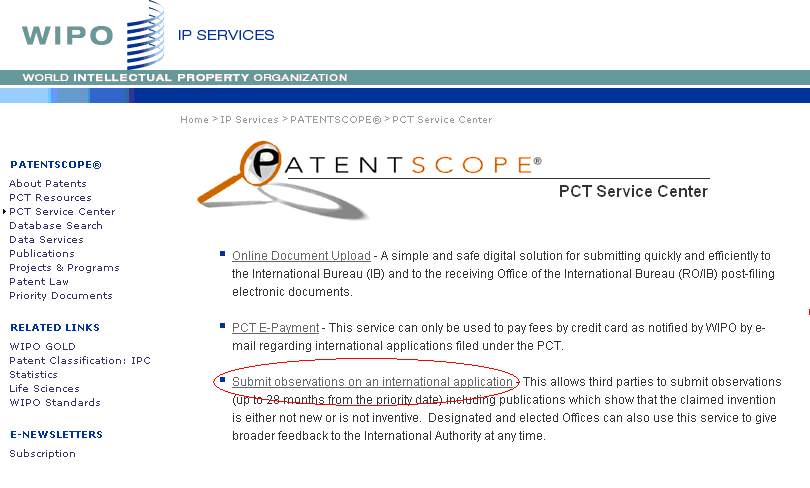 WIPO
IP SERVICES
WORLD INTELLECTUAL PROPERTY ORGANIZATION
Home > IP Services > PATENTSCOPE® > PCT Service Center
PATENTSCOPE®
About Patents
PCT Resources
PCT Service Center
Database Search
Data Services
Publications
Projects & Programs
Patent Law
Priority Documents
RELATED LINKS
WIPO GOLD
Patent Classification: IPC
Statistics
Life Sciences
WIPO Standards
E-NEWSLETTERS
Subscription
PATENTSCOPE®
PCT Service Center
Online Document Upload - A simple and safe digital solution for submitting quickly and efficiently to
the International Bureau (IB) and to the receiving Office of the International Bureau (RO/IB) post-filing
electronic documents.
PCT E-Payment - This service can only be used to pay fees by credit card as notified by WIPO by e-
mail regarding international applications filed under the PCT.
Submit observations on an international application - This allows third parties to submit observations
(up to 28 months from the priority date) including publications which show that the claimed invention
is either not new or is not inventive. Designated and elected Offices can also use this service to give
broader feedback to the International Authority at any time.